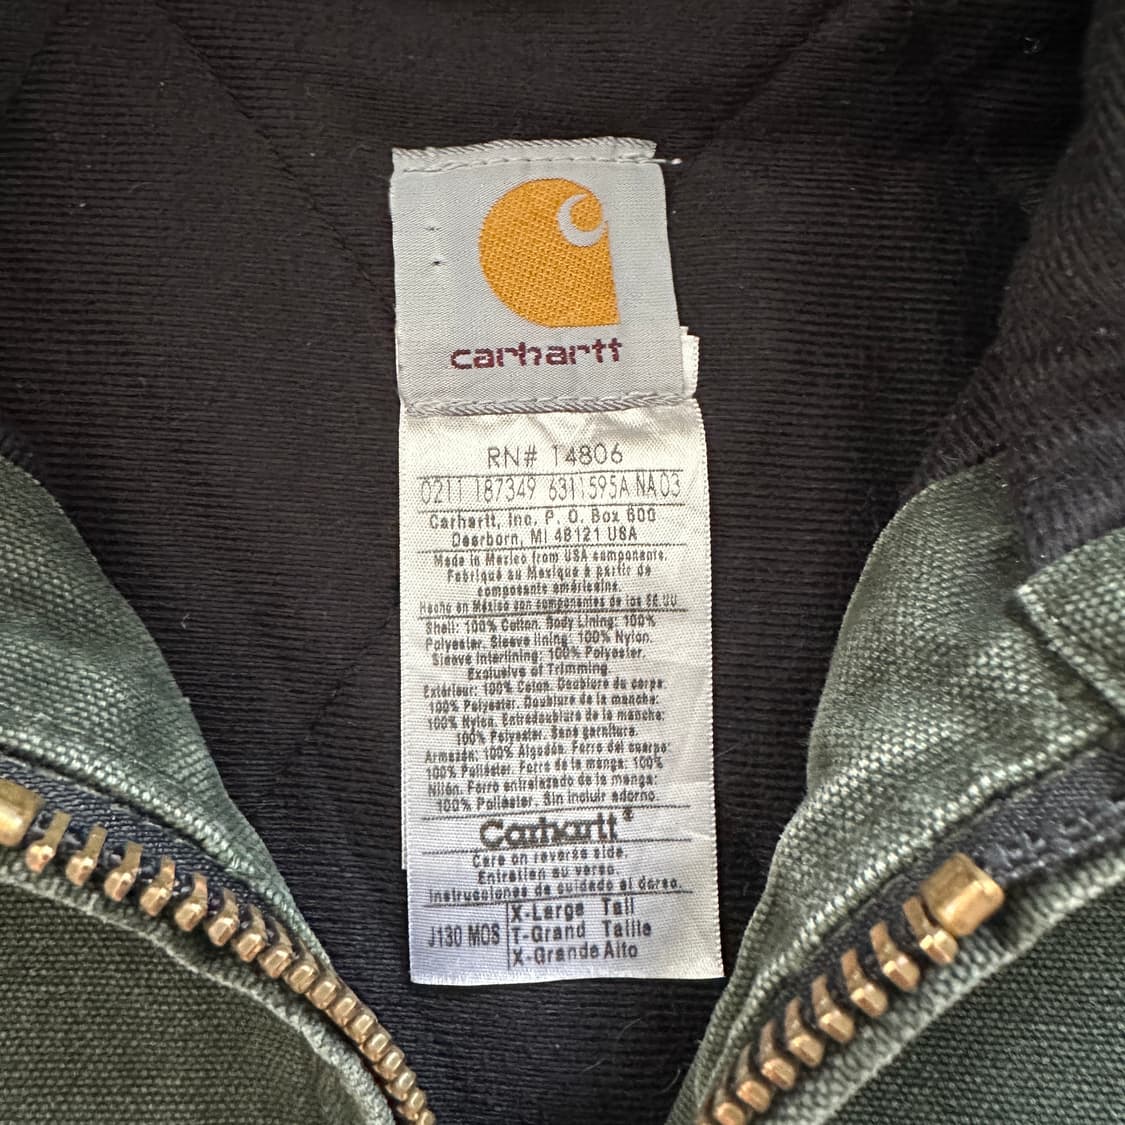 carhartt
RN# 14806
0211 187349 6311595A NA03
Carhartt, Inc, P. O. Box 600
Dearborn, MI 48121 USA
Made in Mexico from USA components.
Fabriqué au Mexique à partir de
composants américains.
Hecho en México con componentes de los EE.UU
Shell: 100% Cotton. Body Lining: 100%
Polyester. Sleeve lining: 100% Nylon.
Sleeve Interlining: 100% Polyester.
Exclusive of Trimming
Extérieur: 100% Coton. Doublure du corps:
100% Polyester. Doublure de la manche:
100% Nylon. Entredoublure de la manche:
100% Polyester. Sans garniture.
Armazón: 100% Algodón. Forro del cuerpo:
100% Poliéster. Forro de la manga: 100%
Nilón. Forro entrelazado de la manga:
100% Poliéster. Sin incluir adorno.
Carhartt®
Care on reverse side.
Entretien au verso.
Instrucciones de cuidado al dorso.
X-Large Tall
J130 MOS T-Grand Taille
X-Grande Alto